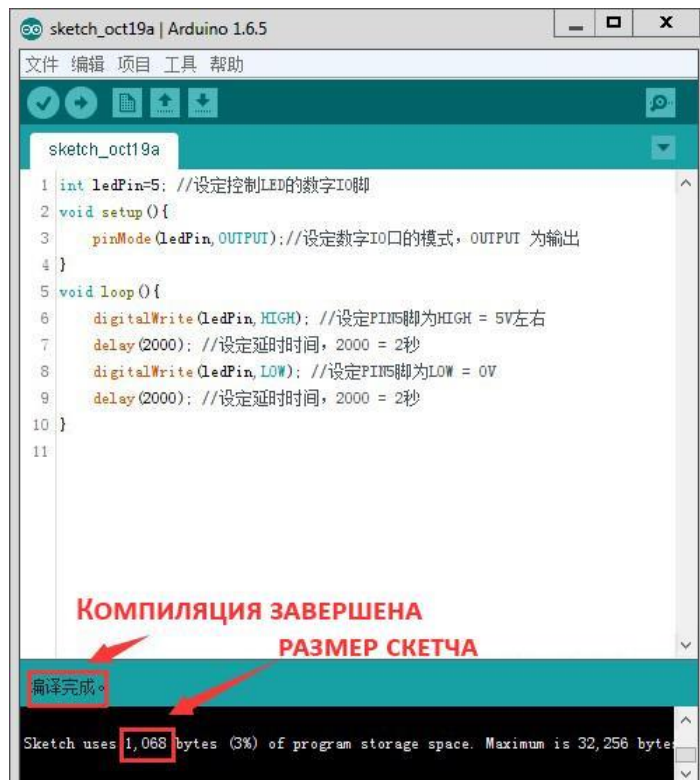 sketch_oct19a | Arduino 1.6.5
文件 编辑 项目 工具 帮助
sketch_oct19a
1 int ledPin=5; //设定控制LED的数字IO脚
2 void setup(){
3 pinMode(ledPin,OUTPUT);//设定数字IO口的模式，OUTPUT 为输出
4 }
5 void loop(){
6 digitalWrite(ledPin,HIGH); //设定PIN5脚为HIGH = 5V左右
7 delay(2000); //设定延时时间，2000 = 2秒
8 digitalWrite(ledPin,LOW); //设定PIN5脚为LOW = 0V
9 delay(2000); //设定延时时间，2000 = 2秒
10 }
11
Компиляция завершена
размер скетча
编译完成。
Sketch uses 1,068 bytes (3%) of program storage space. Maximum is 32,256 bytes